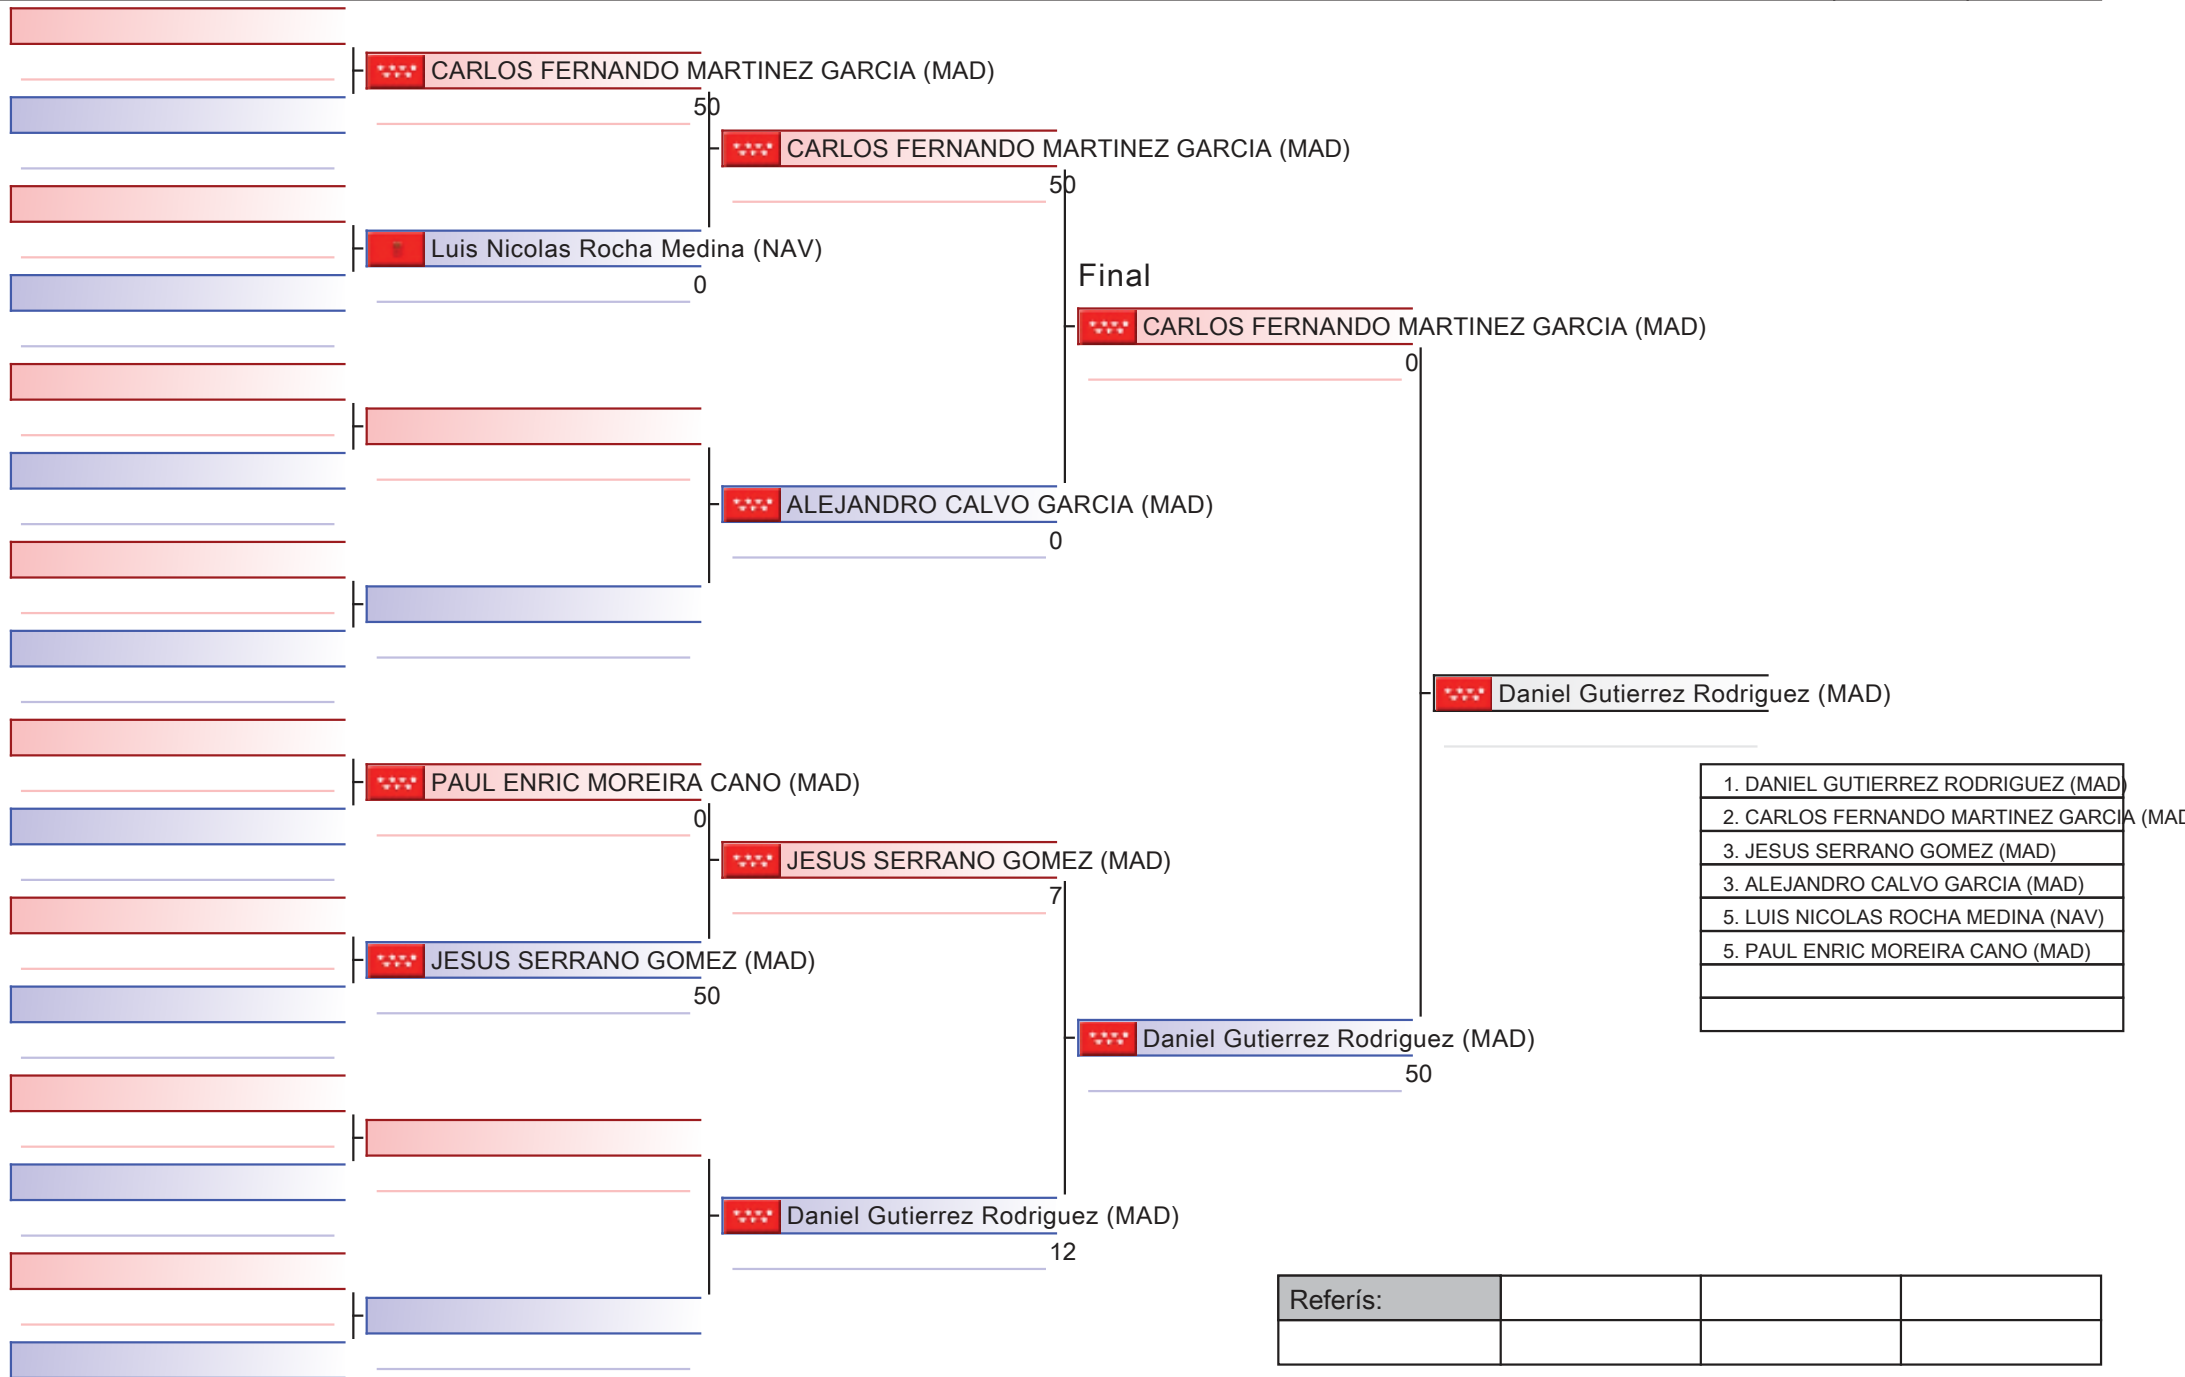 CARLOS FERNANDO MARTINEZ GARCIA (MAD)
50
CARLOS FERNANDO MARTINEZ GARCIA (MAD)
50
Luis Nicolas Rocha Medina (NAV)
0
Final
CARLOS FERNANDO MARTINEZ GARCIA (MAD)
0
ALEJANDRO CALVO GARCIA (MAD)
0
Daniel Gutierrez Rodriguez (MAD)
PAUL ENRIC MOREIRA CANO (MAD)
0
JESUS SERRANO GOMEZ (MAD)
7
JESUS SERRANO GOMEZ (MAD)
50
Daniel Gutierrez Rodriguez (MAD)
50
Daniel Gutierrez Rodriguez (MAD)
12
1. DANIEL GUTIERREZ RODRIGUEZ (MAD)
2. CARLOS FERNANDO MARTINEZ GARCIA (MAD
3. JESUS SERRANO GOMEZ (MAD)
3. ALEJANDRO CALVO GARCIA (MAD)
5. LUIS NICOLAS ROCHA MEDINA (NAV)
5. PAUL ENRIC MOREIRA CANO (MAD)
Referís: